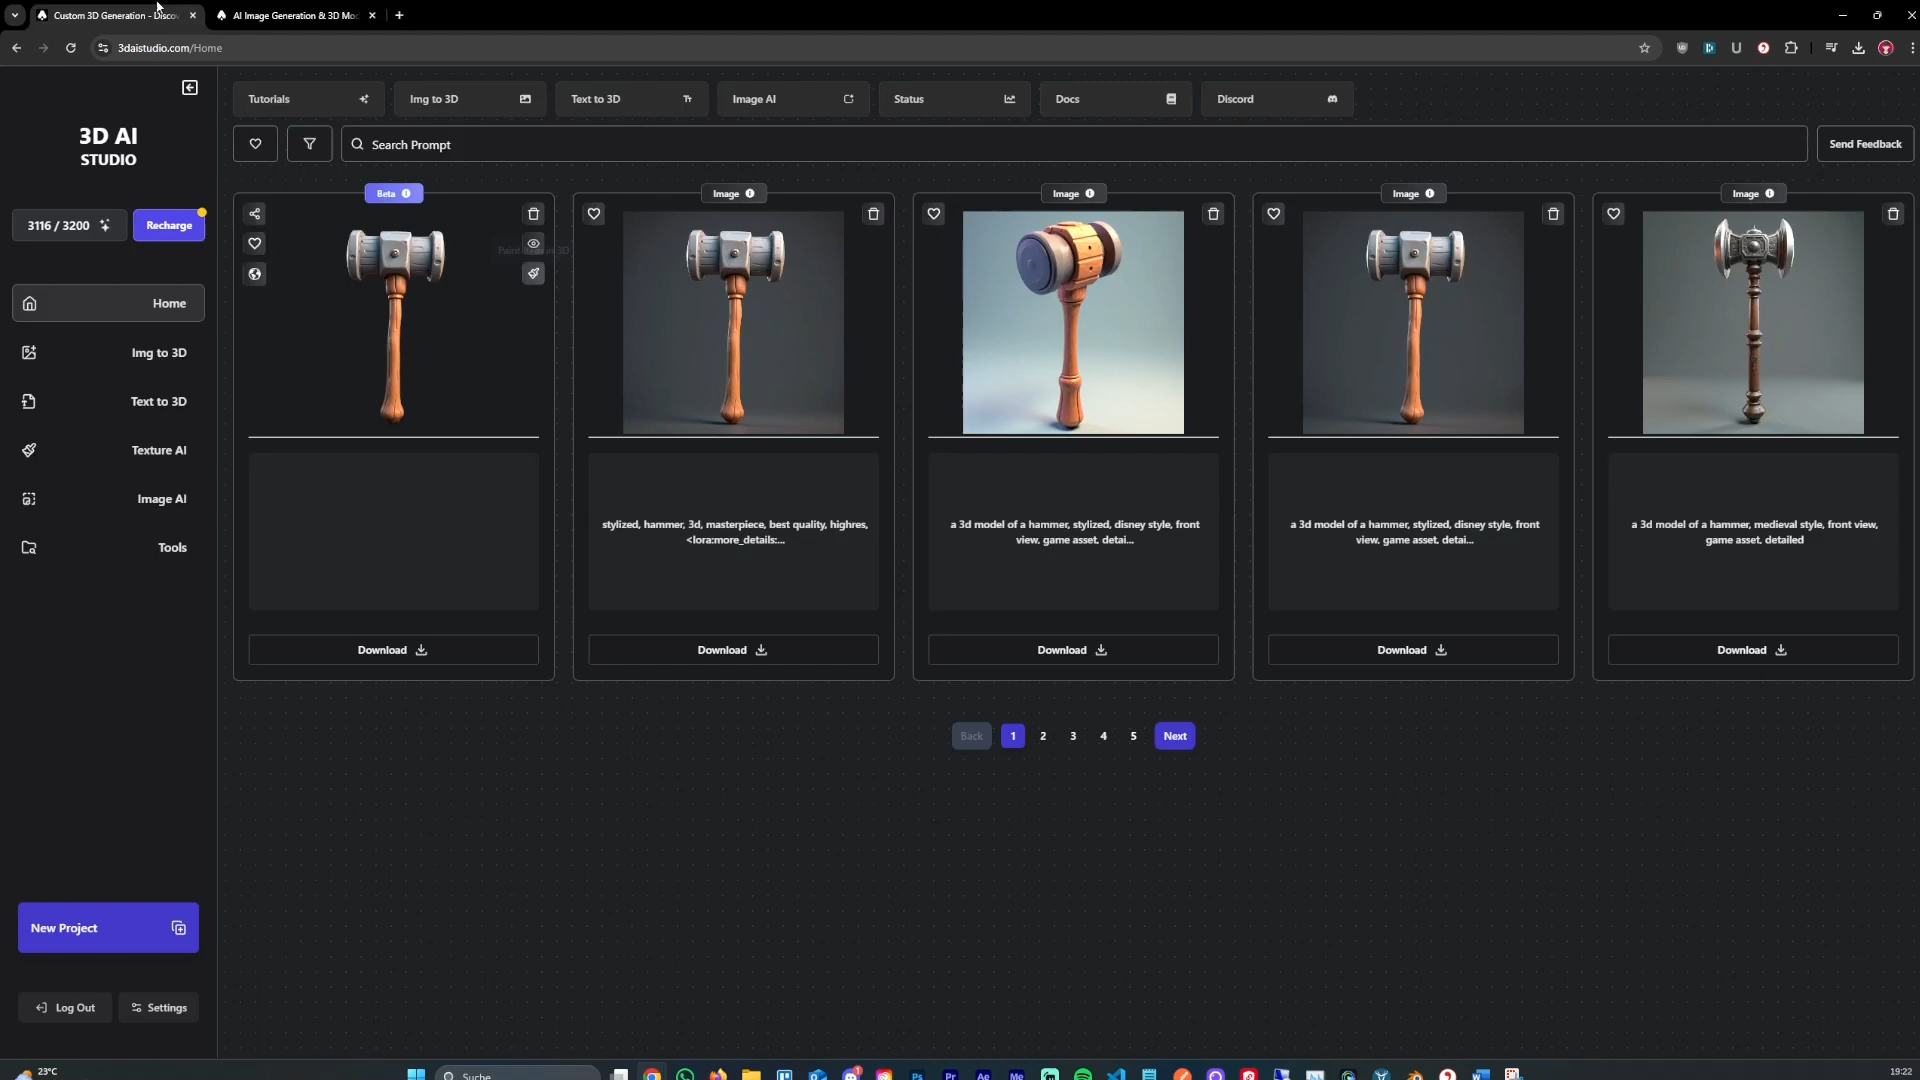 Custom 3D Generation - Discov
AI Image Generation & 3D Mod
3daistudio.com/Home
3D AI
STUDIO
3116 / 3200
Recharge
Home
Img to 3D
Text to 3D
Texture AI
Image AI
Tools
New Project
Log Out
Settings
Tutorials
Img to 3D
Text to 3D
Image AI
Status
Docs
Discord
Search Prompt
Send Feedback
Beta
Image
Image
Image
Image
stylized, hammer, 3d, masterpiece, best quality, highres,
<lora:more_details:...
a 3d model of a hammer, stylized, disney style, front
view, game asset, detai...
a 3d model of a hammer, stylized, disney style, front
view, game asset, detai...
a 3d model of a hammer, medieval style, front view,
game asset, detailed
Download
Download
Download
Download
Download
Back
1
2
3
4
5
Next
23°C
Suche
19:22